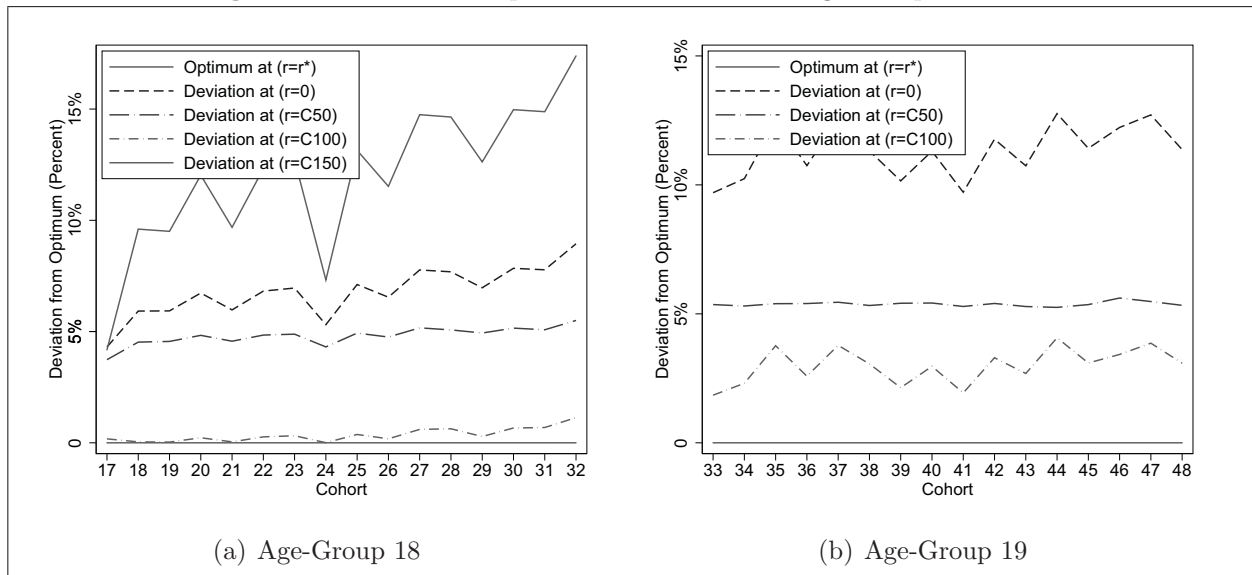 Optimum at (r=r*)
Deviation at (r=0)
Deviation at (r=C50)
Deviation at (r=C100)
Deviation at (r=C150)
Deviation from Optimum (Percent)
15%
10%
5%
0
17 18 19 20 21 22 23 24 25 26 27 28 29 30 31 32
Cohort
(a) Age-Group 18
Optimum at (r=r*)
Deviation at (r=0)
Deviation at (r=C50)
Deviation at (r=C100)
Deviation from Optimum (Percent)
15%
10%
5%
0
33 34 35 36 37 38 39 40 41 42 43 44 45 46 47 48
Cohort
(b) Age-Group 19